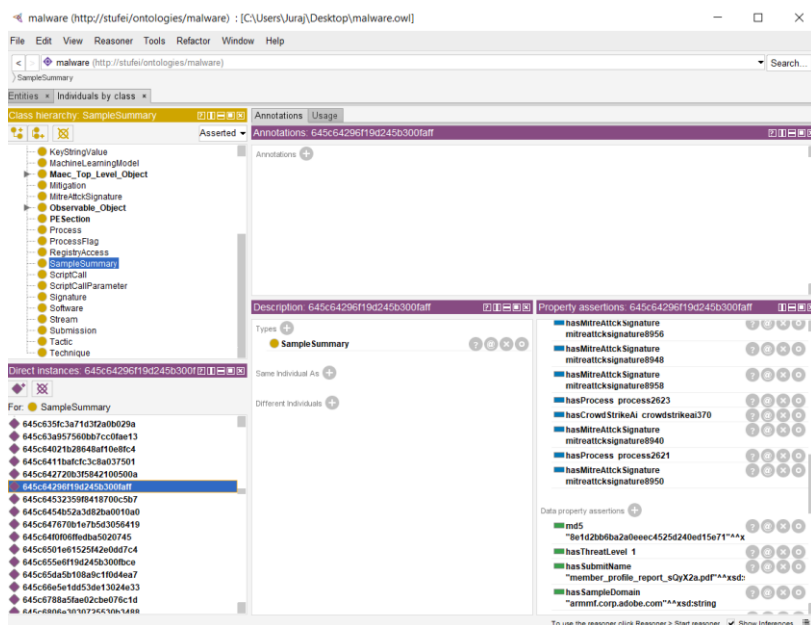 malware (http://stufei/ontologies/malware) : [C:\Users\Juraj\Desktop\malware.owl]
File Edit View Reasoner Tools Refactor Window Help
< > malware (http://stufei/ontologies/malware) Search...
SampleSummary
Entities × Individuals by class ×
Class hierarchy: SampleSummary
Asserted
KeyStringValue
MachineLearningModel
Maec_Top_Level_Object
Mitigation
MitreAttckSignature
Observable_Object
PESection
Process
ProcessFlag
RegistryAccess
SampleSummary
ScriptCall
ScriptCallParameter
Signature
Software
Stream
Submission
Tactic
Technique
Direct instances: 645c64296f19d245b300f
For: SampleSummary
645c635fc3a71d3f2a0b029a
645c63a957560bb7cc0fae13
645c64021b28648af10e8fc4
645c6411bafcfc3c8a037501
645c642720b3f5842100500a
645c64296f19d245b300faff
645c64532359f8418700c5b7
645c6454b52a3d82ba0010a0
645c647670b1e7b5d3056419
645c64f0f06ffedba5020745
645c6501e61525f42e0dd7c4
645c655e6f19d245b300fbce
645c65da5b108a9c1f0d4ea7
645c66e5e1dd53de13024e33
645c6788a5fae02cbe076c1d
645c6806e3030725530b3488
Annotations Usage
Annotations: 645c64296f19d245b300faff
Annotations
Description: 645c64296f19d245b300faff
Types
SampleSummary
Same Individual As
Different Individuals
Property assertions: 645c64296f19d245b300faff
hasMitreAttckSignature
mitreattcksignature8956
hasMitreAttckSignature
mitreattcksignature8948
hasMitreAttckSignature
mitreattcksignature8958
hasProcess process2623
hasCrowdStrikeAi crowdstrikeai370
hasMitreAttckSignature
mitreattcksignature8940
hasProcess process2621
hasMitreAttckSignature
mitreattcksignature8950
Data property assertions
md5
"8e1d2bb6ba2a0eeec4525d240ed15e71"^^x
hasThreatLevel 1
hasSubmitName
"member_profile_report_sQyX2a.pdf"^^xsd:
hasSampleDomain
"armmf.corp.adobe.com"^^xsd:string
To use the reasoner click Reasoner > Start reasoner Show Inferences